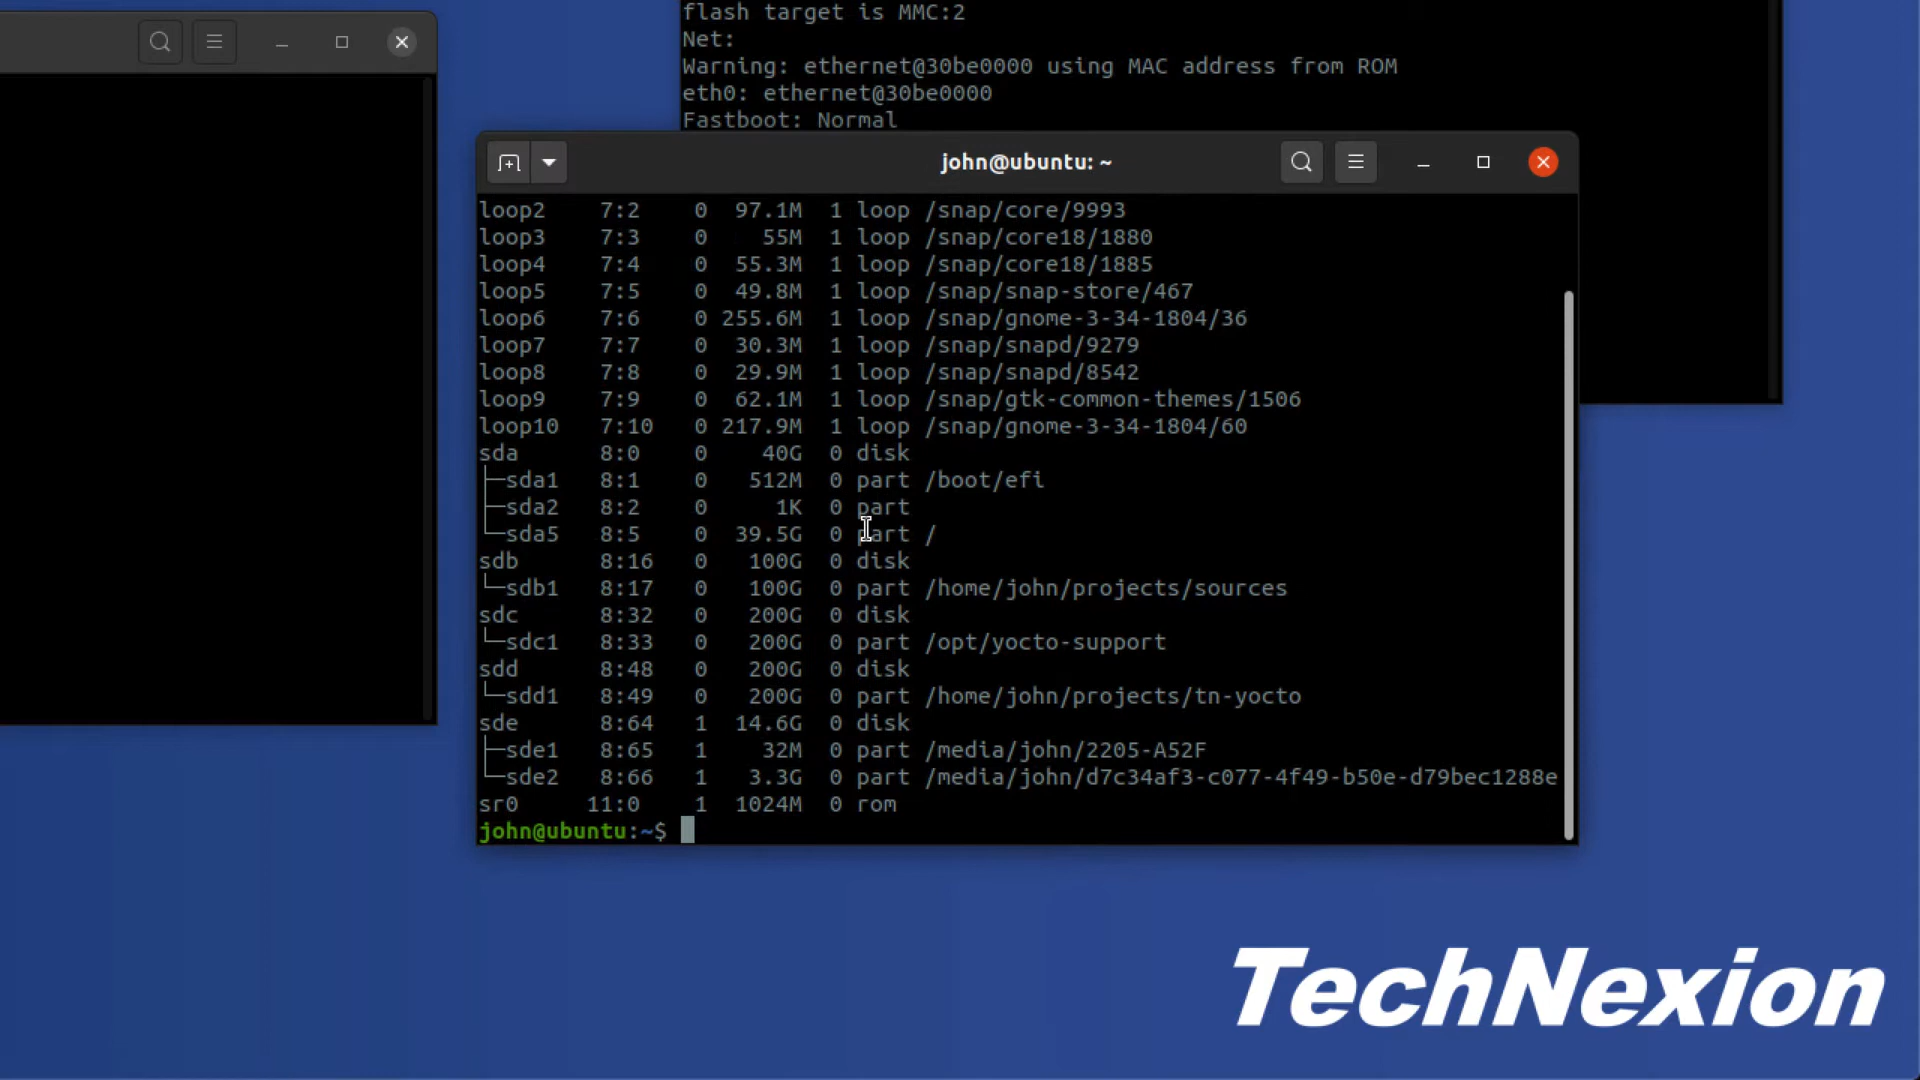 flash target is MMC:2
Net:
Warning: ethernet@30be0000 using MAC address from ROM
eth0: ethernet@30be0000
Fastboot: Normal
john@ubuntu: ~
loop2    7:2    0  97.1M  1 loop /snap/core/9993
loop3    7:3    0    55M  1 loop /snap/core18/1880
loop4    7:4    0  55.3M  1 loop /snap/core18/1885
loop5    7:5    0  49.8M  1 loop /snap/snap-store/467
loop6    7:6    0 255.6M  1 loop /snap/gnome-3-34-1804/36
loop7    7:7    0  30.3M  1 loop /snap/snapd/9279
loop8    7:8    0  29.9M  1 loop /snap/snapd/8542
loop9    7:9    0  62.1M  1 loop /snap/gtk-common-themes/1506
loop10   7:10   0 217.9M  1 loop /snap/gnome-3-34-1804/60
sda      8:0    0    40G  0 disk
├─sda1   8:1    0   512M  0 part /boot/efi
├─sda2   8:2    0     1K  0 part
└─sda5   8:5    0  39.5G  0 part /
sdb      8:16   0   100G  0 disk
└─sdb1   8:17   0   100G  0 part /home/john/projects/sources
sdc      8:32   0   200G  0 disk
└─sdc1   8:33   0   200G  0 part /opt/yocto-support
sdd      8:48   0   200G  0 disk
└─sdd1   8:49   0   200G  0 part /home/john/projects/tn-yocto
sde      8:64   1  14.6G  0 disk
├─sde1   8:65   1    32M  0 part /media/john/2205-A52F
└─sde2   8:66   1   3.3G  0 part /media/john/d7c34af3-c077-4f49-b50e-d79bec1288e
sr0     11:0    1  1024M  0 rom
john@ubuntu:~$
TechNexion